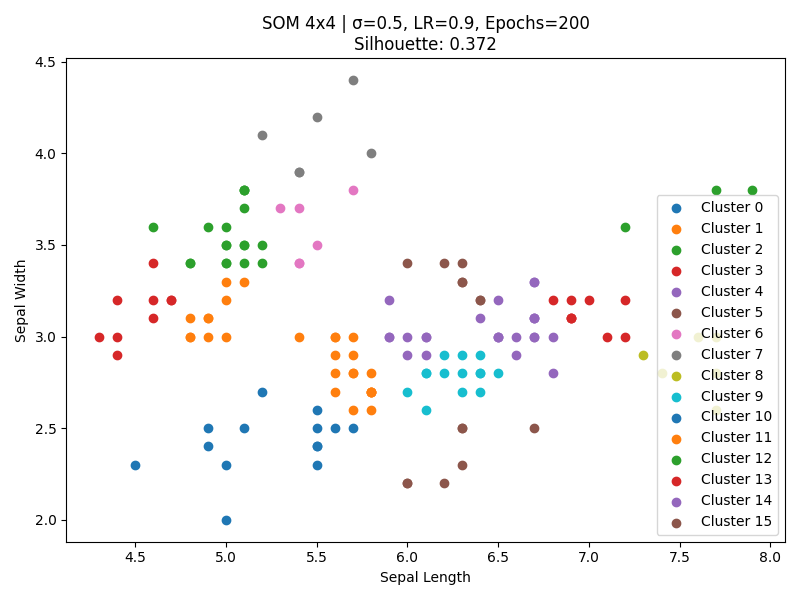 SOM 4x4 | σ=0.5, LR=0.9, Epochs=200
Silhouette: 0.372
4.5
4.0
3.5
3.0
2.5
2.0
Sepal Width
Cluster 0
Cluster 1
Cluster 2
Cluster 3
Cluster 4
Cluster 5
Cluster 6
Cluster 7
Cluster 8
Cluster 9
Cluster 10
Cluster 11
Cluster 12
Cluster 13
Cluster 14
Cluster 15
4.5 5.0 5.5 6.0 6.5 7.0 7.5 8.0
Sepal Length